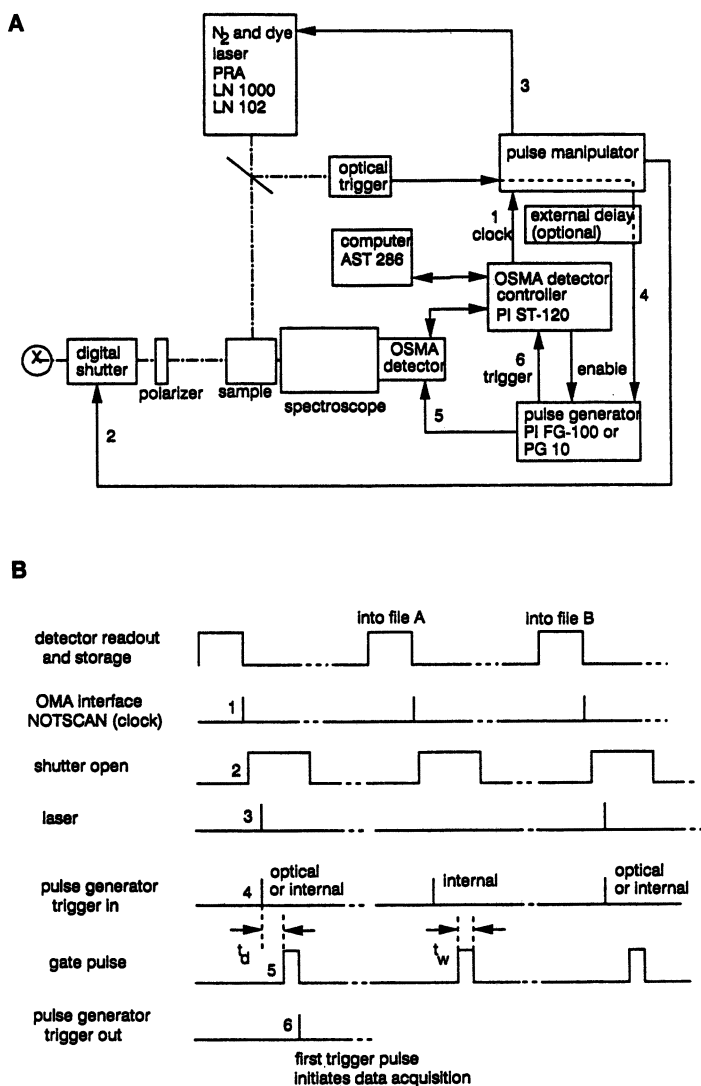 A
N2 and dye
laser
PRA
LN 1000
LN 102
3
optical
trigger
pulse manipulator
1
clock
external delay
(optional)
computer
AST 286
OSMA detector
controller
PI ST-120
4
X
digital
shutter
polarizer
sample
spectroscope
OSMA
detector
6
trigger
enable
5
pulse generator
PI FG-100 or
PG 10
2
B
into file A
into file B
detector readout
and storage
OMA interface
NOTSCAN (clock)
1
shutter open
2
laser
3
pulse generator
trigger in
4
optical
or internal
internal
optical
or internal
td
tw
gate pulse
5
pulse generator
trigger out
6
first trigger pulse
initiates data acquisition